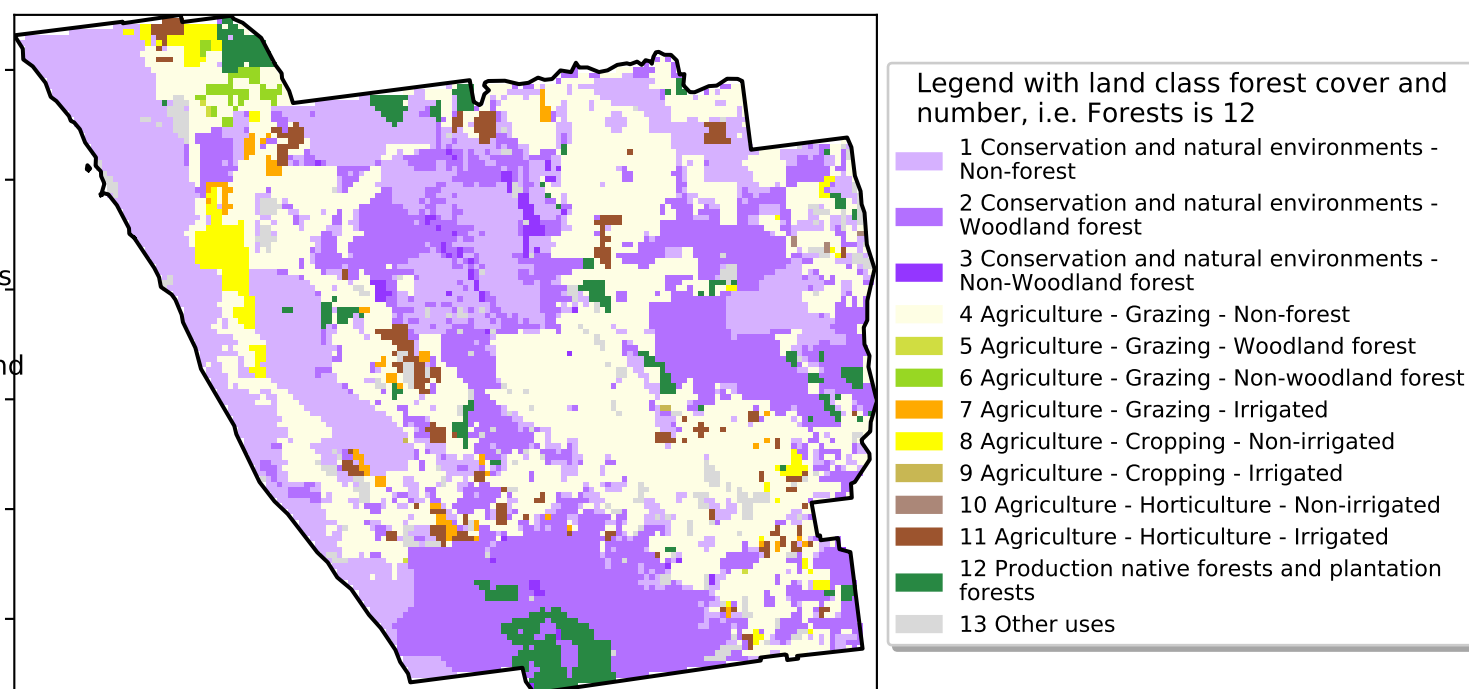 s
nd
Legend with land class forest cover and
number, i.e. Forests is 12
1 Conservation and natural environments -
Non-forest
2 Conservation and natural environments -
Woodland forest
3 Conservation and natural environments -
Non-Woodland forest
4 Agriculture - Grazing - Non-forest
5 Agriculture - Grazing - Woodland forest
6 Agriculture - Grazing - Non-woodland forest
7 Agriculture - Grazing - Irrigated
8 Agriculture - Cropping - Non-irrigated
9 Agriculture - Cropping - Irrigated
10 Agriculture - Horticulture - Non-irrigated
11 Agriculture - Horticulture - Irrigated
12 Production native forests and plantation
forests
13 Other uses